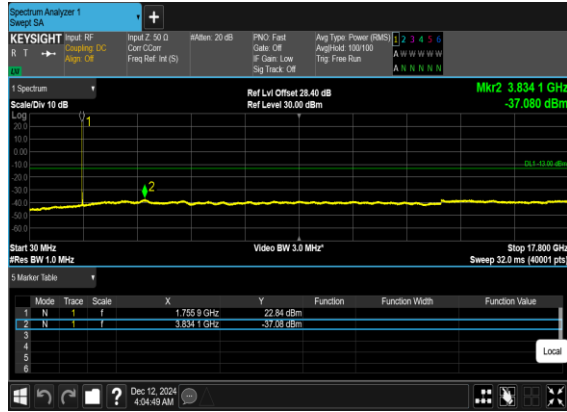 Spectrum Analyzer 1
Swept SA
+
KEYSIGHT Input: RF Input Z: 50 Ω #Atten: 20 dB PNO: Fast Avg Type: Power (RMS) 1 2 3 4 5 6
R T Coupling: DC Corr CCorr Gate: Off Avg|Hold: 100/100 A W W W W W
Align: Off Freq Ref: Int (S) IF Gain: Low Trig: Free Run
LW Sig Track: Off A N N N N N
1 Spectrum Ref Lvl Offset 28.40 dB Mkr2 3.834 1 GHz
Scale/Div 10 dB Ref Level 30.00 dBm -37.080 dBm
Log
1
20.0
10.0
0.00
-10.0 DL1 -13.00 dBm
-20.0
-30.0 2
-40.0
-50.0
-60.0
Start 30 MHz Video BW 3.0 MHz* Stop 17.800 GHz
#Res BW 1.0 MHz Sweep 32.0 ms (40001 pts)
5 Marker Table
Mode Trace Scale X Y Function Function Width Function Value
1 N 1 f 1.755 9 GHz 22.84 dBm
2 N 1 f 3.834 1 GHz -37.08 dBm
3
4
5
6
Local
? Dec 12, 2024
4:04:49 AM